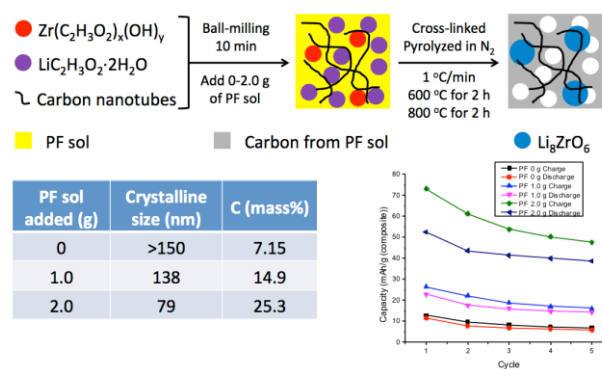 Zr(C₂H₃O₂)ₓ(OH)ᵧ
LiC₂H₃O₂·2H₂O
Carbon nanotubes
Ball-milling
10 min
Add 0-2.0 g
of PF sol
Cross-linked
Pyrolyzed in N₂
1 °C/min
600 °C for 2 h
800 °C for 2 h
PF sol
Carbon from PF sol
Li₈ZrO₆
PF sol added (g) Crystalline size (nm) C (mass%)
0 >150 7.15
1.0 138 14.9
2.0 79 25.3
PF 0 g Charge
PF 0 g Discharge
PF 1.0 g Charge
PF 1.0 g Discharge
PF 2.0 g Charge
PF 2.0 g Discharge
Capacity (mAh/g (composite))
80
70
60
50
40
30
20
10
0
1 2 3 4 5
Cycle